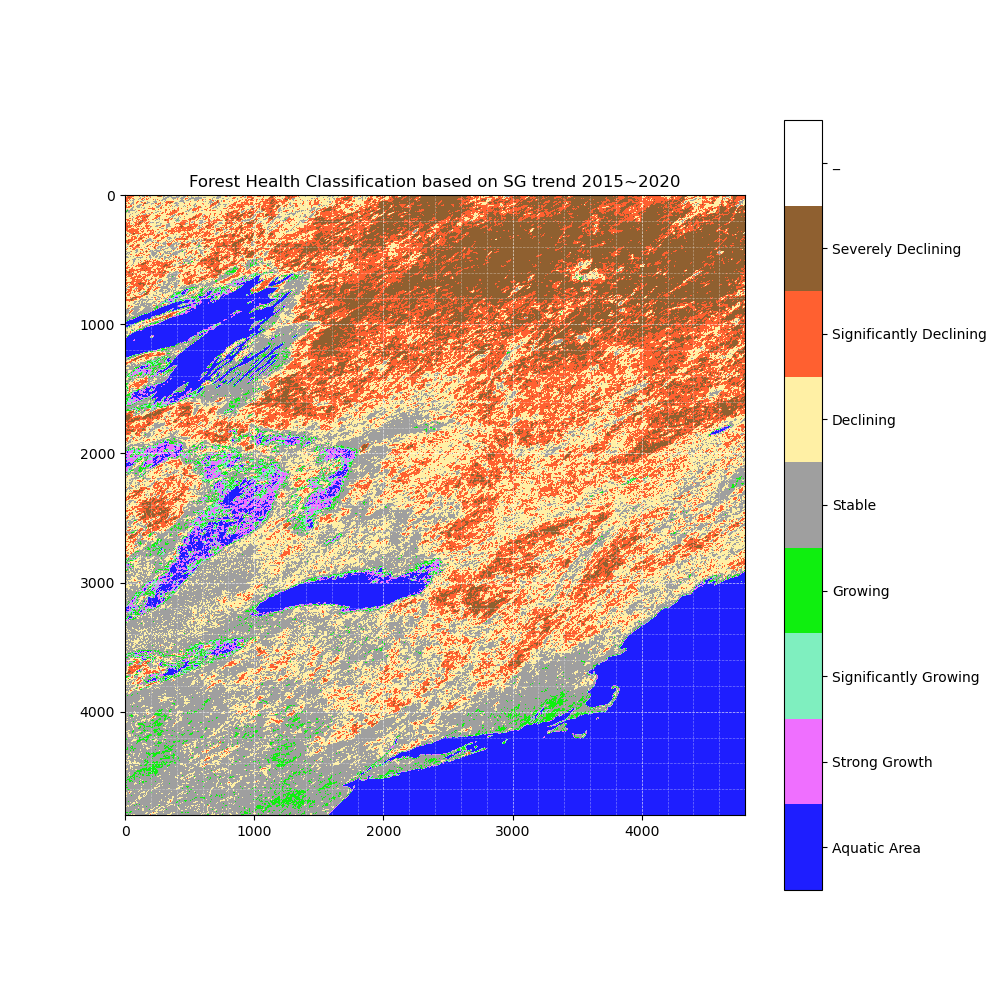 Forest Health Classification based on SG trend 2015~2020
0
1000
2000
3000
4000
0
1000
2000
3000
4000
_
Severely Declining
Significantly Declining
Declining
Stable
Growing
Significantly Growing
Strong Growth
Aquatic Area